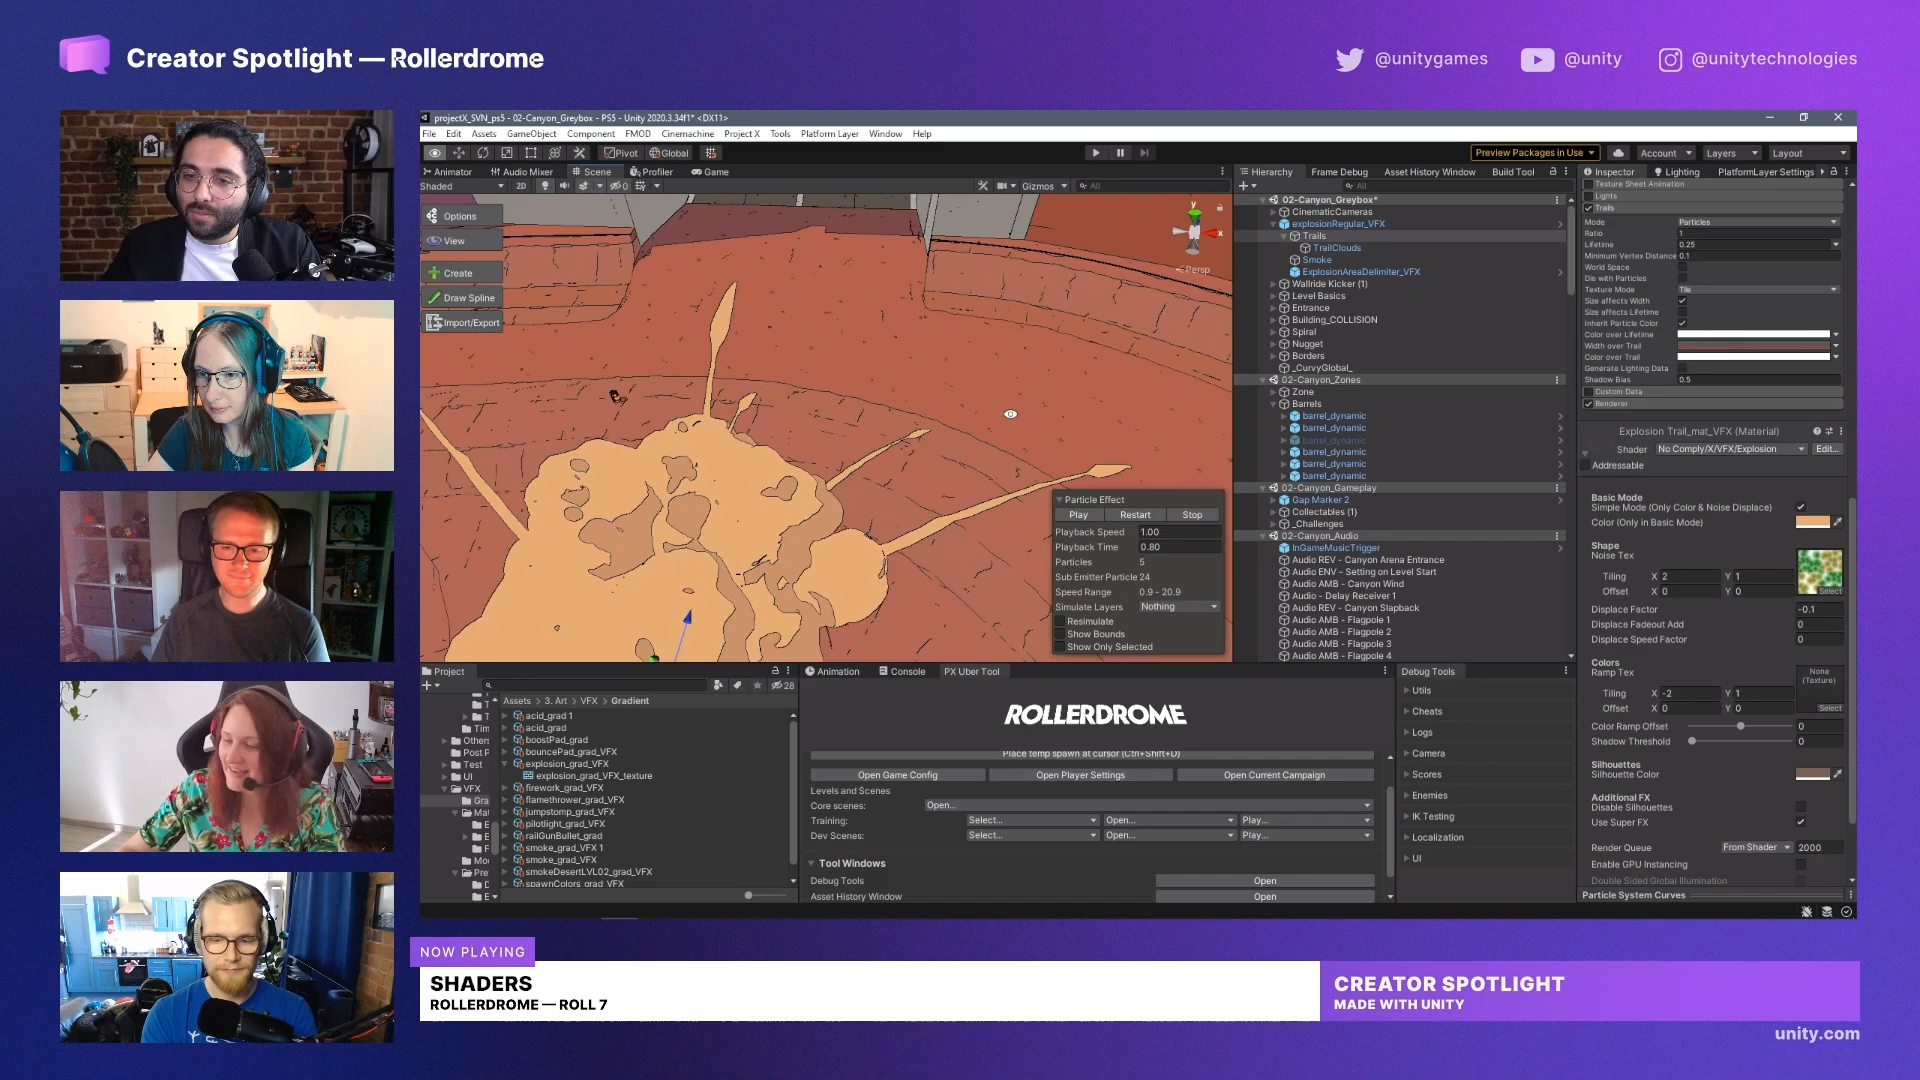 Creator Spotlight — Rollerdrome
@unitygames
@unity
@unitytechnologies
projectX_SVN_ps5 - 02-Canyon_Greybox - PS5 - Unity 2020.3.34f1* <DX11>
File Edit Assets GameObject Component FMOD Cinemachine Project X Tools Platform Layer Window Help
Pivot Global
Preview Packages in Use
Account Layers Layout
Animator Audio Mixer Scene Profiler Game
Shaded 2D 0 Gizmos All
Options
View
Create
Draw Spline
Import/Export
y
x
Persp
Particle Effect
Play Restart Stop
Playback Speed 1.00
Playback Time 0.80
Particles 5
Sub Emitter Particle 24
Speed Range 0.9 - 20.9
Simulate Layers Nothing
Resimulate
Show Bounds
Show Only Selected
Hierarchy Frame Debug Asset History Window Build Tool
All
02-Canyon_Greybox*
CinematicCameras
explosionRegular_VFX
Trails
TrailClouds
Smoke
ExplosionAreaDelimiter_VFX
Wallride Kicker (1)
Level Basics
Entrance
Building_COLLISION
Spiral
Nugget
Borders
_CurvyGlobal_
02-Canyon_Zones
Zone
Barrels
barrel_dynamic
barrel_dynamic
barrel_dynamic
barrel_dynamic
barrel_dynamic
barrel_dynamic
02-Canyon_Gameplay
Gap Marker 2
Collectables (1)
_Challenges
02-Canyon_Audio
InGameMusicTrigger
Audio REV - Canyon Arena Entrance
Audio ENV - Setting on Level Start
Audio AMB - Canyon Wind
Audio - Delay Receiver 1
Audio REV - Canyon Slapback
Audio AMB - Flagpole 1
Audio AMB - Flagpole 2
Audio AMB - Flagpole 3
Audio AMB - Flagpole 4
Inspector Lighting PlatformLayer Settings
Texture Sheet Animation
Lights
Trails
Mode Particles
Ratio 1
Lifetime 0.25
Minimum Vertex Distance 0.1
World Space
Die with Particles
Texture Mode Tile
Size affects Width
Size affects Lifetime
Inherit Particle Color
Color over Lifetime
Width over Trail
Color over Trail
Generate Lighting Data
Shadow Bias 0.5
Custom Data
Renderer
Explosion Trail_mat_VFX (Material)
Shader No Comply/X/VFX/Explosion Edit...
Addressable
Basic Mode
Simple Mode (Only Color & Noise Displace)
Color (Only in Basic Mode)
Shape
Noise Tex
Tiling X 2 Y 1
Offset X 0 Y 0
Select
Displace Factor -0.1
Displace Fadeout Add 0
Displace Speed Factor 0
Colors
Ramp Tex
None
(Texture)
Tiling X -2 Y 1
Offset X 0 Y 0
Select
Color Ramp Offset 0
Shadow Threshold 0
Silhouettes
Silhouette Color
Additional FX
Disable Silhouettes
Use Super FX
Render Queue From Shader 2000
Enable GPU Instancing
Double Sided Global Illumination
Particle System Curves
Project
28
Others
Post P
Test
UI
VFX
Gra
Mat
Mo
Pre
Assets > 3. Art > VFX > Gradient
acid_grad 1
acid_grad
boostPad_grad
bouncePad_grad_VFX
explosion_grad_VFX
explosion_grad_VFX_texture
firework_grad_VFX
flamethrower_grad_VFX
jumpstomp_grad_VFX
pilotlight_grad_VFX
railGunBullet_grad
smoke_grad_VFX 1
smoke_grad_VFX
smokeDesertLVL02_grad_VFX
spawnColors_grad_VFX
Animation Console PX Uber Tool
ROLLERDROME
Place temp spawn at cursor (Ctrl+Shift+D)
Open Game Config Open Player Settings Open Current Campaign
Levels and Scenes
Core scenes: Open...
Training: Select... Open... Play...
Dev Scenes: Select... Open... Play...
Tool Windows
Debug Tools Open
Asset History Window Open
Debug Tools
Utils
Cheats
Logs
Camera
Scores
Enemies
IK Testing
Localization
UI
NOW PLAYING
SHADERS
ROLLERDROME — ROLL 7
CREATOR SPOTLIGHT
MADE WITH UNITY
unity.com